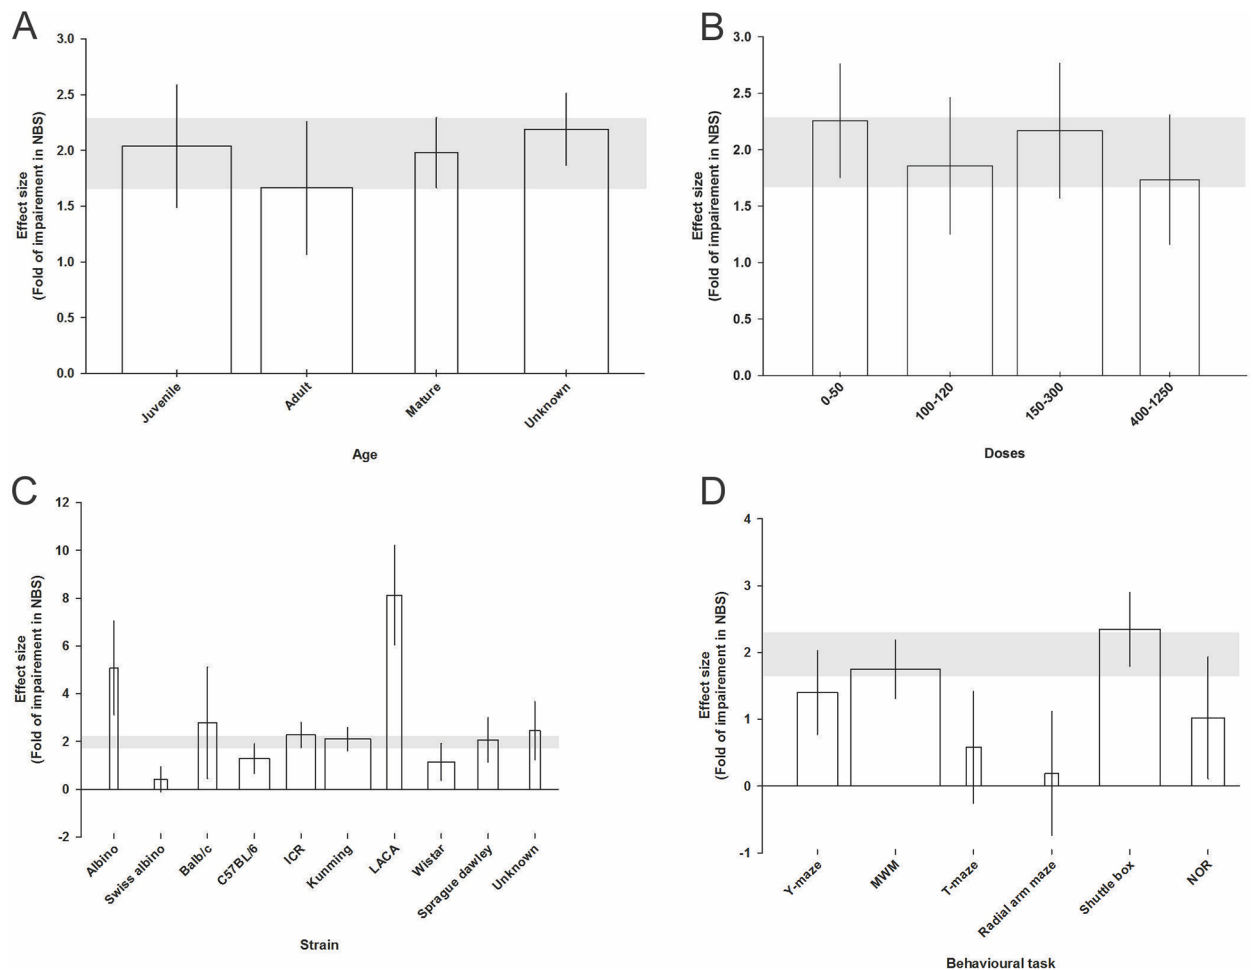 A
3.0
2.5
2.0
1.5
1.0
0.5
0.0
Effect size
(Fold of impairement in NBS)
Juvenile
Adult
Mature
Unknown
Age
B
3.0
2.5
2.0
1.5
1.0
0.5
0.0
Effect size
(Fold of impairement in NBS)
0-50
100-120
150-300
400-1250
Doses
C
12
10
8
6
4
2
0
-2
Effect size
(Fold of impairement in NBS)
Albino
Swiss albino
Balb/c
C57BL/6
ICR
Kunming
LACA
Wistar
Sprague dawley
Unknown
Strain
D
4
3
2
1
0
-1
Effect size
(Fold of impairement in NBS)
Y-maze
MWM
T-maze
Radial arm maze
Shuttle box
NOR
Behavioural task